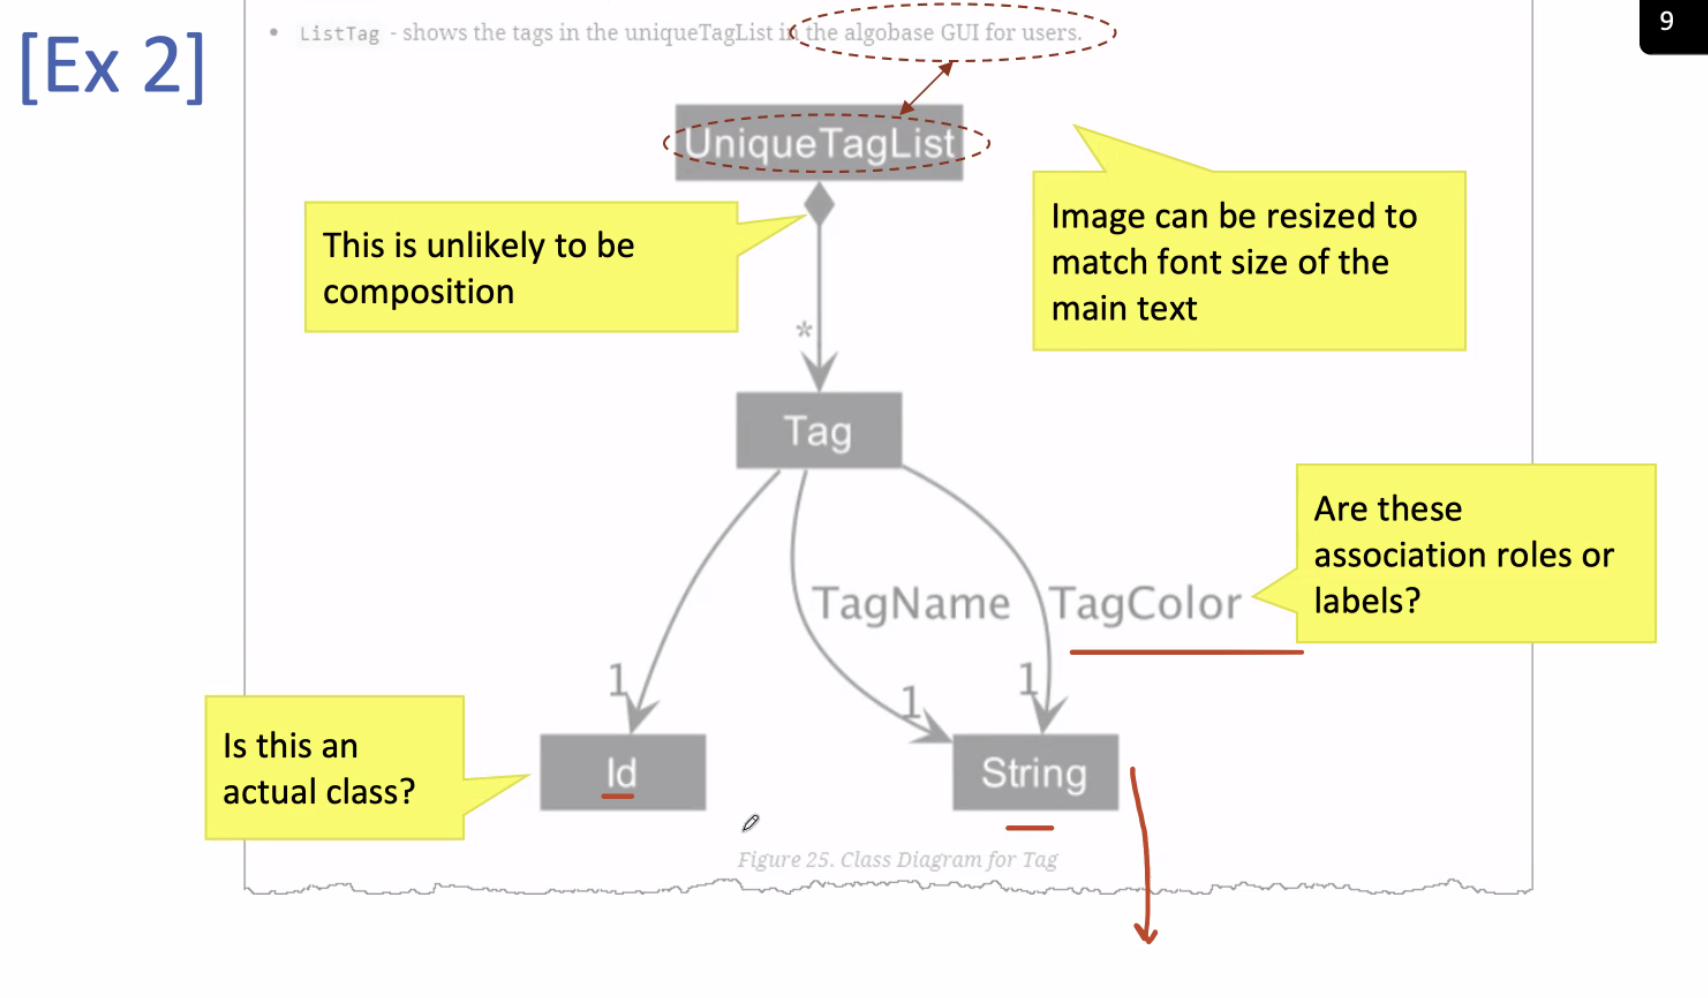 9
[Ex 2]
• ListTag - shows the tags in the uniqueTagList in the algobase GUI for users.
UniqueTagList
This is unlikely to be
composition
Image can be resized to
match font size of the
main text
*
Tag
Are these
association roles or
labels?
TagName
TagColor
1
1
1
Is this an
actual class?
Id
String
Figure 25. Class Diagram for Tag